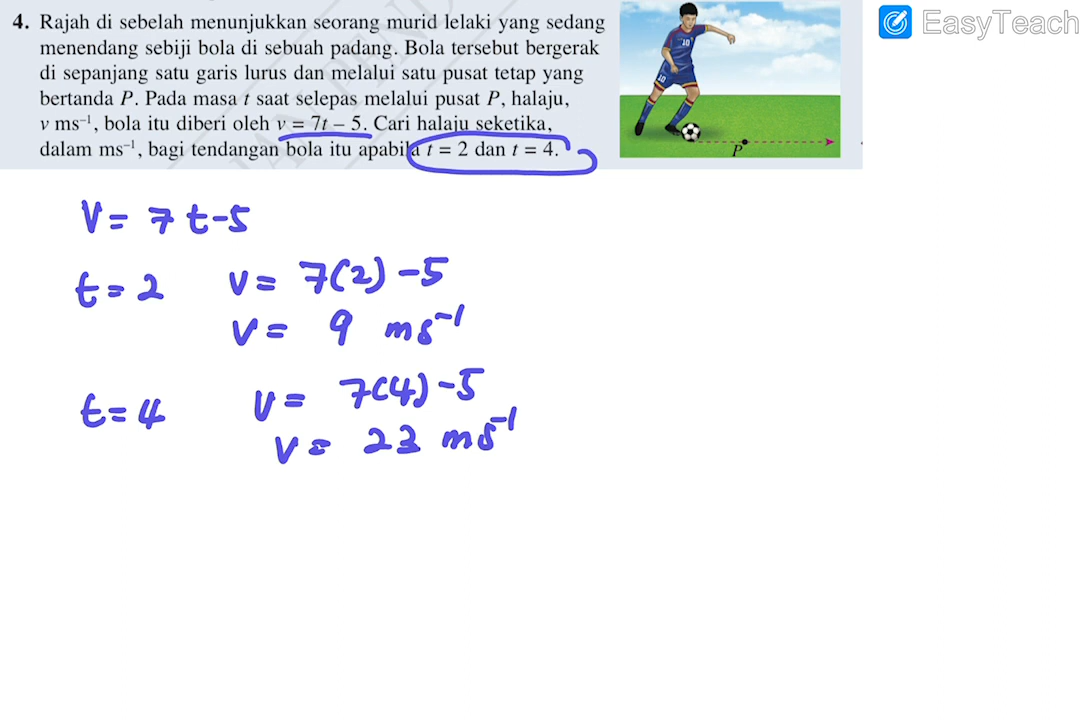 4. Rajah di sebelah menunjukkan seorang murid lelaki yang sedang
menendang sebiji bola di sebuah padang. Bola tersebut bergerak
di sepanjang satu garis lurus dan melalui satu pusat tetap yang
bertanda P. Pada masa t saat selepas melalui pusat P, halaju,
v ms⁻¹, bola itu diberi oleh v = 7t – 5. Cari halaju seketika,
dalam ms⁻¹, bagi tendangan bola itu apabila t = 2 dan t = 4.
10
10
P
EasyTeach
V = 7t-5
t = 2 v = 7(2) -5
v = 9 ms⁻¹
t = 4 v = 7(4) -5
v = 23 ms⁻¹